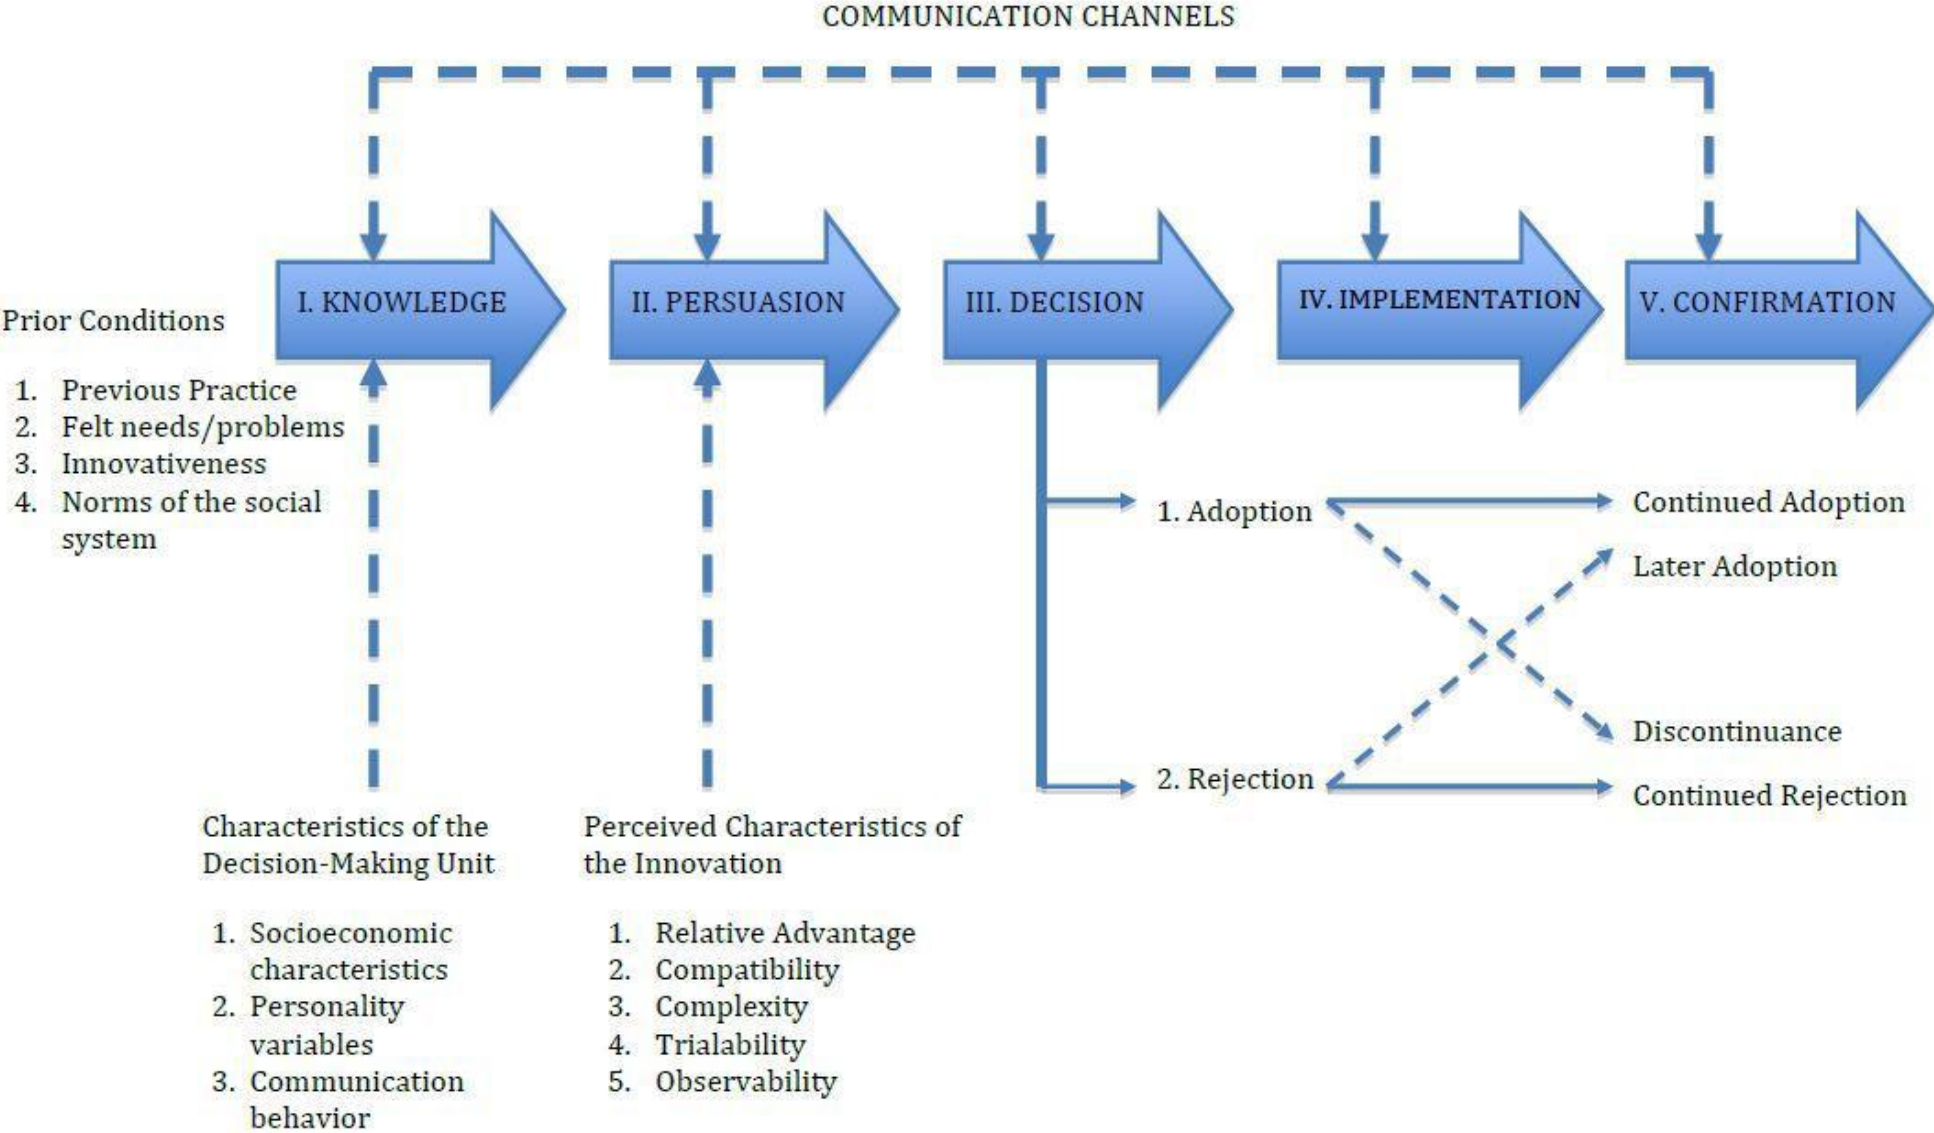 COMMUNICATION CHANNELS
I. KNOWLEDGE
II. PERSUASION
III. DECISION
IV. IMPLEMENTATION
V. CONFIRMATION
Prior Conditions
1. Previous Practice
2. Felt needs/problems
3. Innovativeness
4. Norms of the social
system
1. Adoption
2. Rejection
Continued Adoption
Later Adoption
Discontinuance
Continued Rejection
Characteristics of the
Decision-Making Unit
1. Socioeconomic
characteristics
2. Personality
variables
3. Communication
behavior
Perceived Characteristics of
the Innovation
1. Relative Advantage
2. Compatibility
3. Complexity
4. Trialability
5. Observability